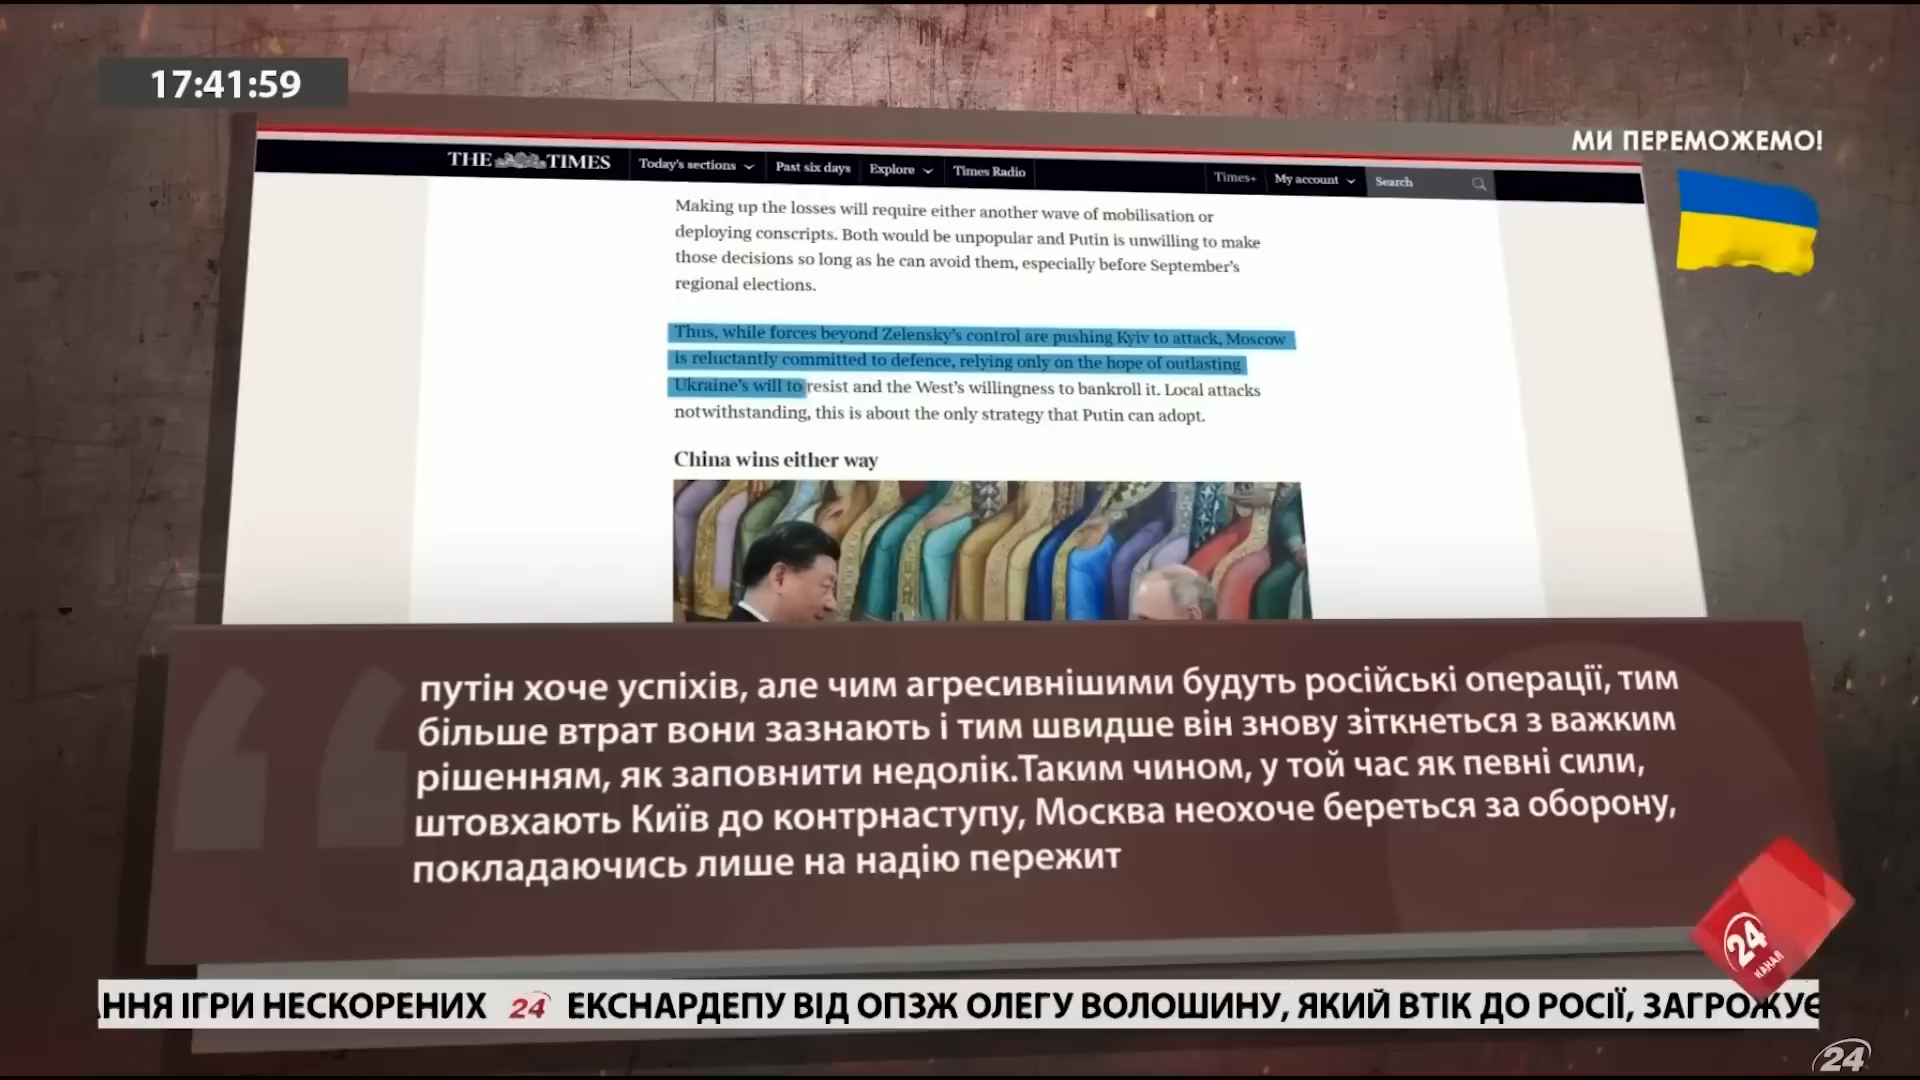 17:41:59
МИ ПЕРЕМОЖЕМО!
THE TIMES
Today's sections
Past six days
Explore
Times Radio
Times+
My account
Search
Making up the losses will require either another wave of mobilisation or
deploying conscripts. Both would be unpopular and Putin is unwilling to make
those decisions so long as he can avoid them, especially before September's
regional elections.
Thus, while forces beyond Zelensky's control are pushing Kyiv to attack, Moscow
is reluctantly committed to defence, relying only on the hope of outlasting
Ukraine's will to resist and the West's willingness to bankroll it. Local attacks
notwithstanding, this is about the only strategy that Putin can adopt.
China wins either way
путін хоче успіхів, але чим агресивнішими будуть російські операції, тим
більше втрат вони зазнають і тим швидше він знову зіткнеться з важким
рішенням, як заповнити недолік.Таким чином, у той час як певні сили,
штовхають Київ до контрнаступу, Москва неохоче береться за оборону,
покладаючись лише на надію пережит
24
КАНАЛ
ННЯ ІГРИ НЕСКОРЕНИХ 24 ЕКСНАРДЕПУ ВІД ОПЗЖ ОЛЕГУ ВОЛОШИНУ, ЯКИЙ ВТІК ДО РОСІЇ, ЗАГРОЖУЄ
24